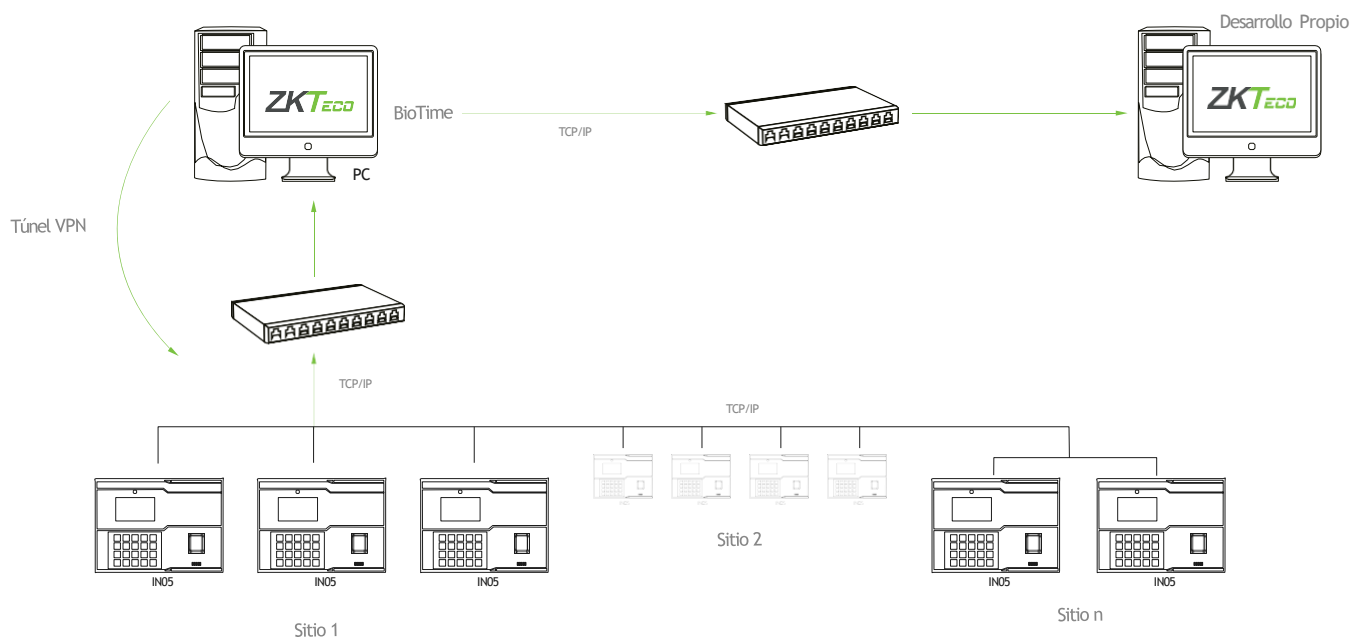 Desarrollo Propio
ZKTECO
BioTime
TCP/IP
ZKTECO
PC
Túnel VPN
TCP/IP
TCP/IP
IN05
IN05
IN05
IN05
IN05
Sitio 2
Sitio n
Sitio 1